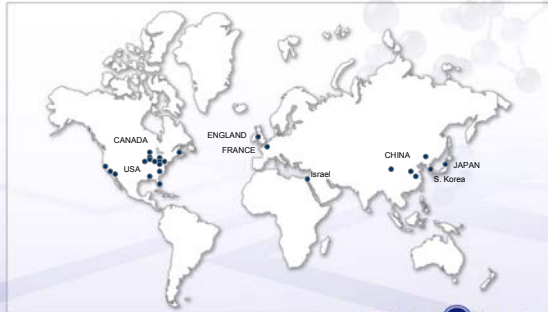 CANADA
ENGLAND
FRANCE
USA
CHINA
JAPAN
Israel
S. Korea